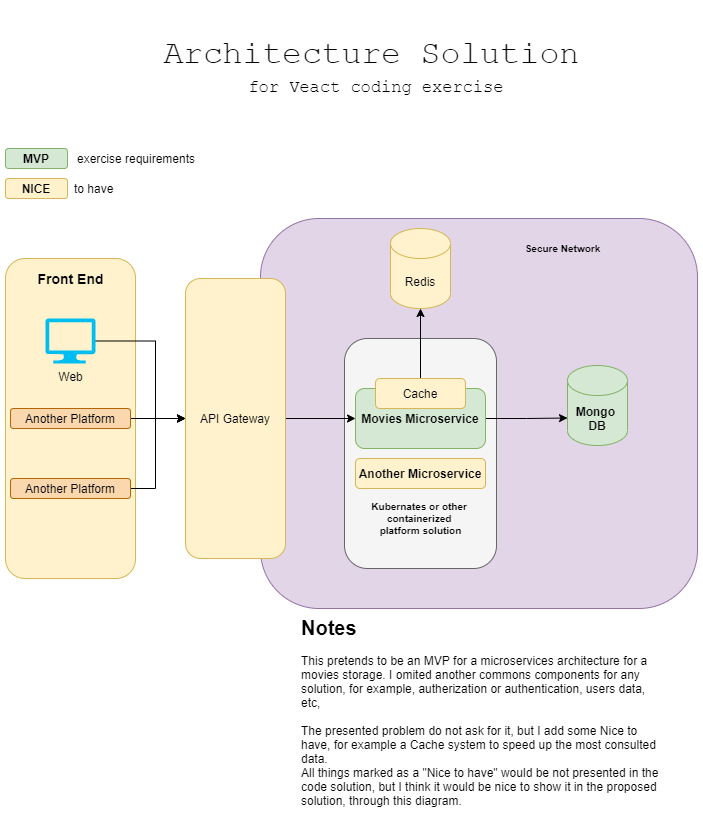 Architecture Solution
for Veact coding exercise
MVP exercise requirements
NICE to have
Secure Network
Front End
Redis
Web
Cache
Another Platform
API Gateway
Movies Microservice
Mongo
DB
Another Microservice
Another Platform
Kubernates or other
containerized
platform solution
Notes
This pretends to be an MVP for a microservices architecture for a
movies storage. I omited another commons components for any
solution, for example, autherization or authentication, users data,
etc,
The presented problem do not ask for it, but I add some Nice to
have, for example a Cache system to speed up the most consulted
data.
All things marked as a "Nice to have" would be not presented in the
code solution, but I think it would be nice to show it in the proposed
solution, through this diagram.